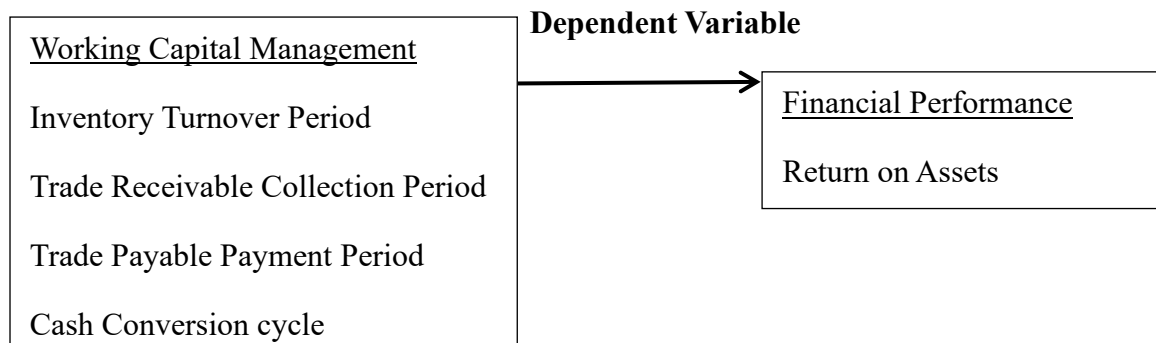 Dependent Variable
Working Capital Management
Inventory Turnover Period
Trade Receivable Collection Period
Trade Payable Payment Period
Cash Conversion cycle
Financial Performance
Return on Assets